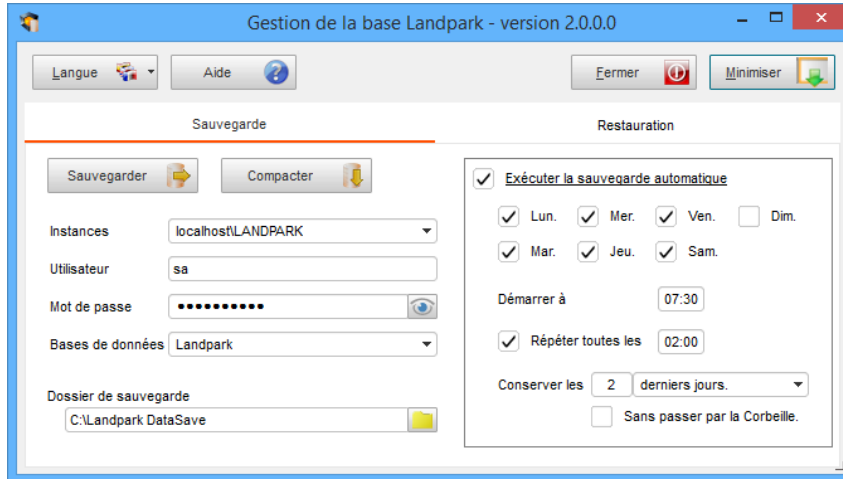 Gestion de la base Landpark - version 2.0.0.0
Langue Aide Fermer Minimiser
Sauvegarde Restauration
Sauvegarder Compacter
Instances localhost\LANDPARK
Utilisateur sa
Mot de passe ••••••••••
Bases de données Landpark
Dossier de sauvegarde
C:\Landpark DataSave
Exécuter la sauvegarde automatique
Lun. Mer. Ven. Dim.
Mar. Jeu. Sam.
Démarrer à 07:30
Répéter toutes les 02:00
Conserver les 2 derniers jours.
Sans passer par la Corbeille.